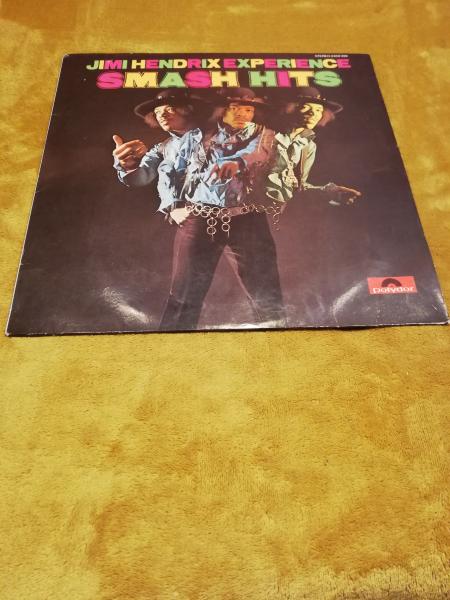 JIMI HENDRIX EXPERIENCE
SMASH HITS
polydor